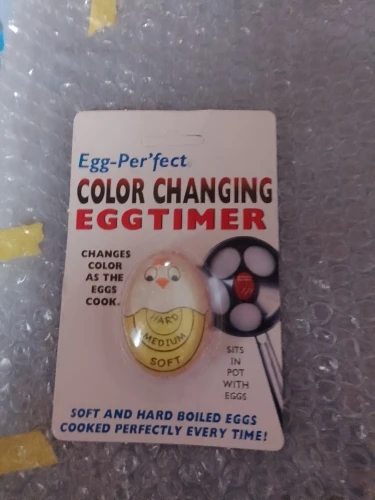 Egg-Per'fect
COLOR CHANGING
EGGTIMER
CHANGES
COLOR
AS THE
EGGS
COOK.
HARD
MEDIUM
SOFT
SITS
IN
POT
WITH
EGGS
SOFT AND HARD BOILED EGGS
COOKED PERFECTLY EVERY TIME!